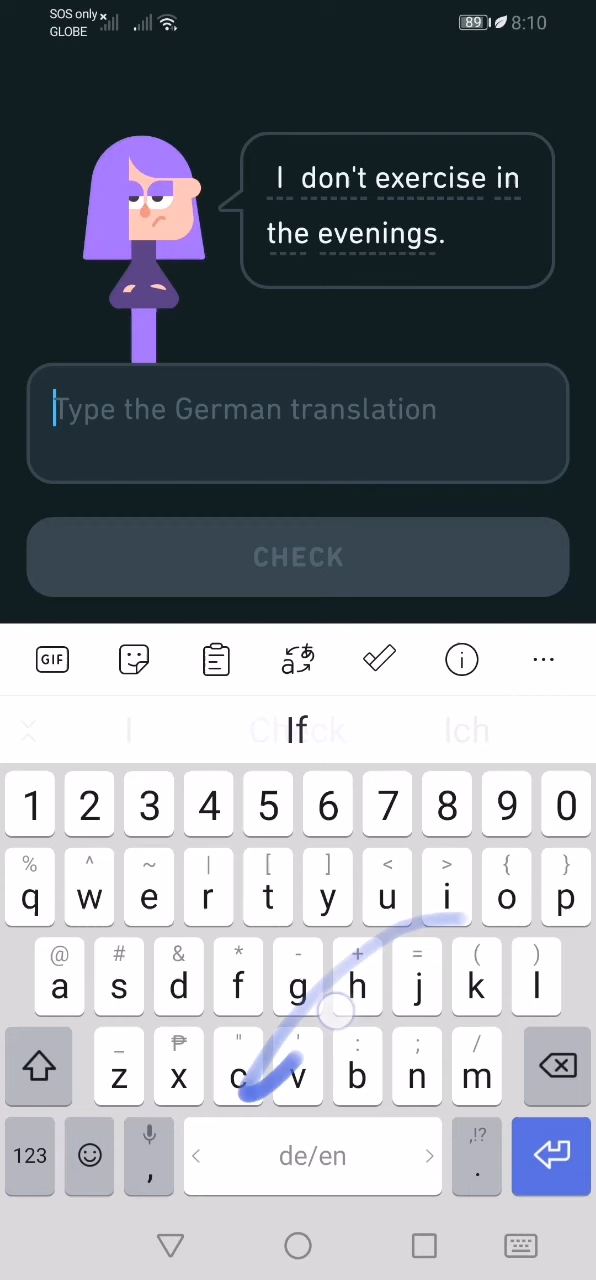 SOS only
GLOBE
89 8:10
I don't exercise in
the evenings.
Type the German translation
CHECK
GIF
I If Ich
1 2 3 4 5 6 7 8 9 0
% ^ ~ | [ ] < > { }
q w e r t y u i o p
@ # & * - + = ( )
a s d f g h j k l
_ ₱ " ' : ; /
z x c v b n m
123 , de/en ,!? .